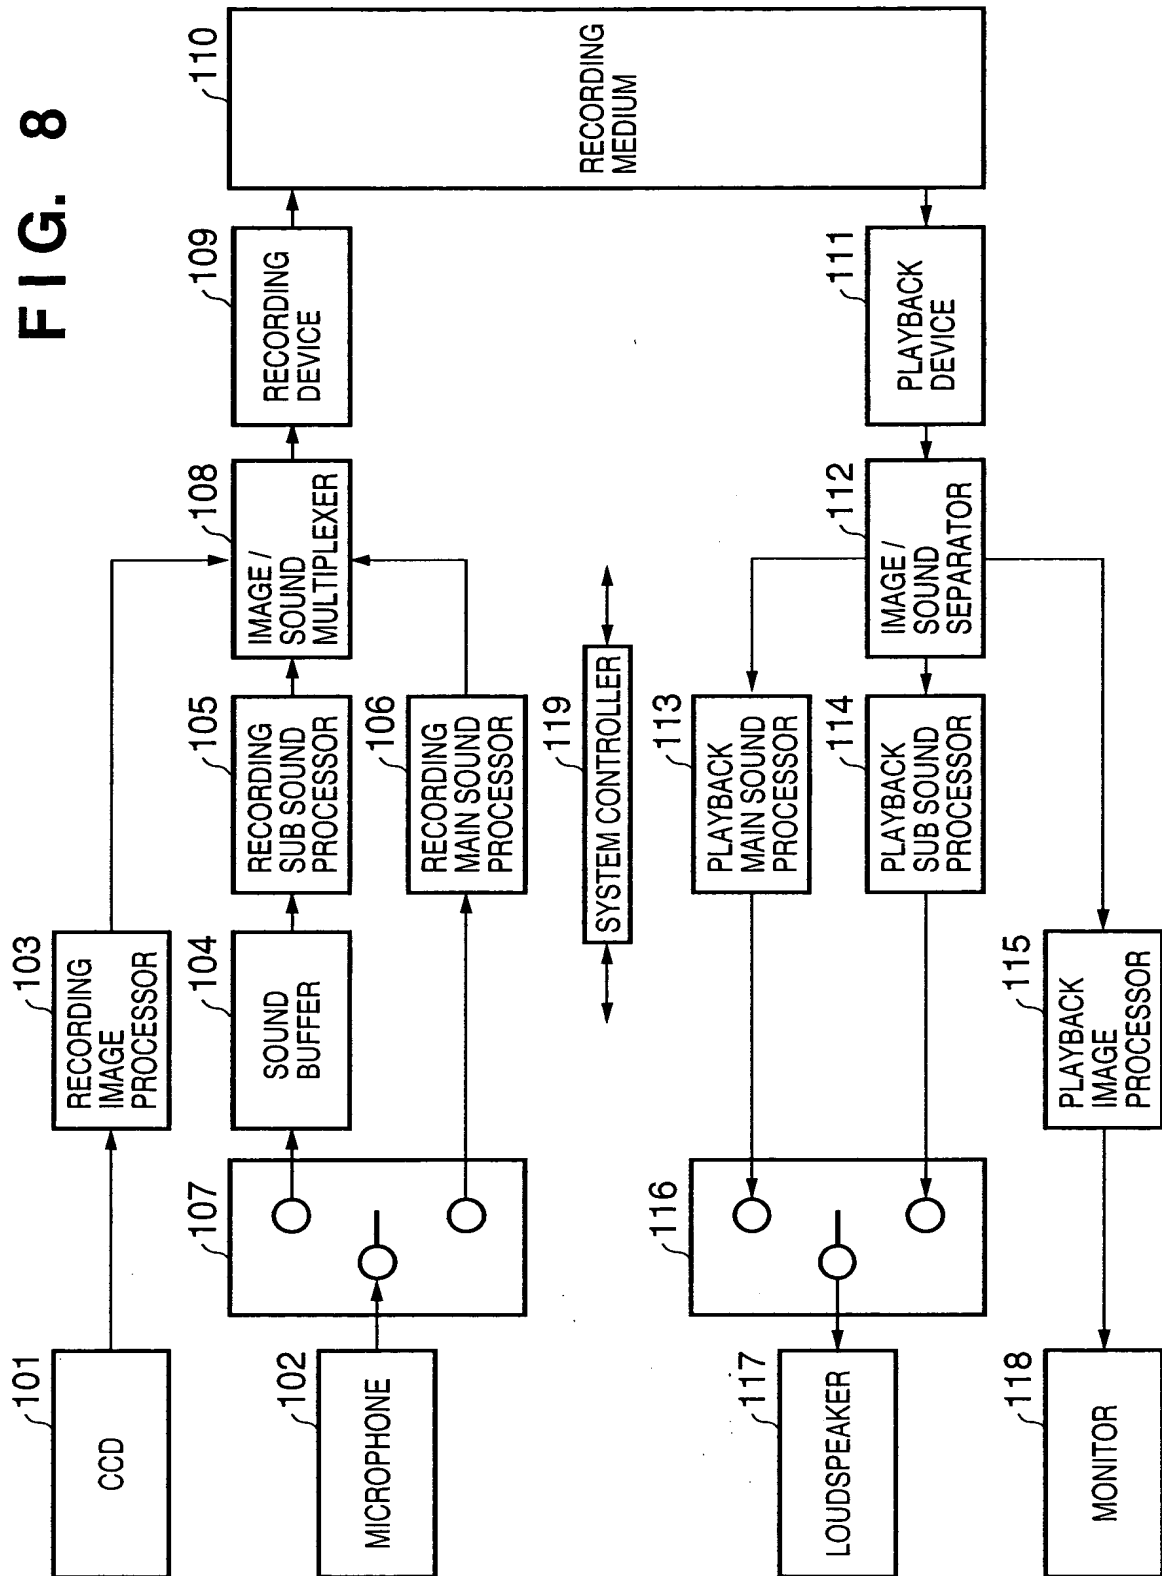 FIG. 8
101
CCD
103
RECORDING
IMAGE
PROCESSOR
102
MICROPHONE
107
104
SOUND
BUFFER
105
RECORDING
SUB SOUND
PROCESSOR
106
RECORDING
MAIN SOUND
PROCESSOR
108
IMAGE /
SOUND
MULTIPLEXER
109
RECORDING
DEVICE
110
RECORDING
MEDIUM
119
SYSTEM CONTROLLER
111
PLAYBACK
DEVICE
112
IMAGE /
SOUND
SEPARATOR
113
PLAYBACK
MAIN SOUND
PROCESSOR
114
PLAYBACK
SUB SOUND
PROCESSOR
115
PLAYBACK
IMAGE
PROCESSOR
116
117
LOUDSPEAKER
118
MONITOR